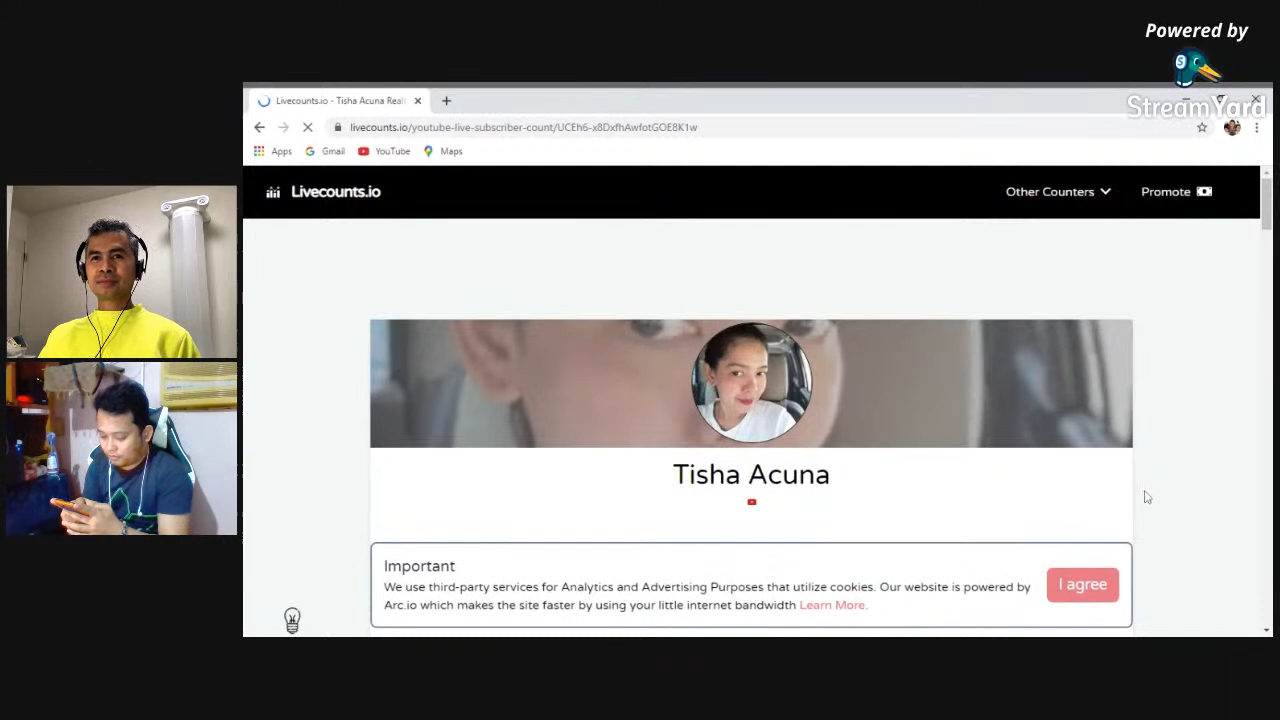 Powered by
StreamYard
Livecounts.io - Tisha Acuna Real
livecounts.io/youtube-live-subscriber-count/UCEh6-x8DxfhAwfotGOE8K1w
Apps Gmail YouTube Maps
Livecounts.io
Other Counters Promote
Tisha Acuna
Important
We use third-party services for Analytics and Advertising Purposes that utilize cookies. Our website is powered by
Arc.io which makes the site faster by using your little internet bandwidth Learn More.
I agree